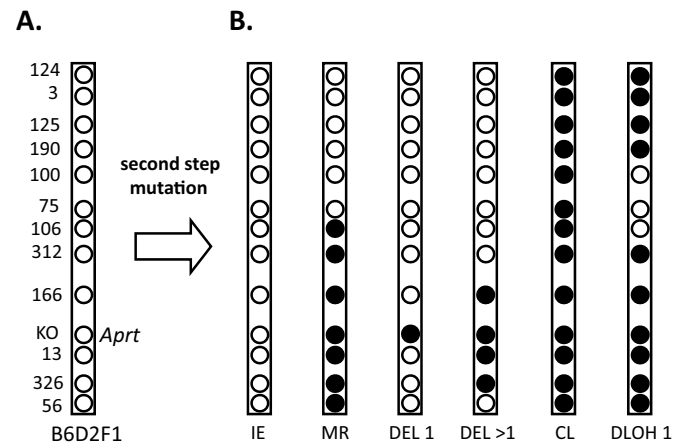 A.
B.
124
3
125
190
100
75
106
312
166
KO Aprt
13
326
56
B6D2F1
second step
mutation
IE MR DEL 1 DEL >1 CL DLOH 1